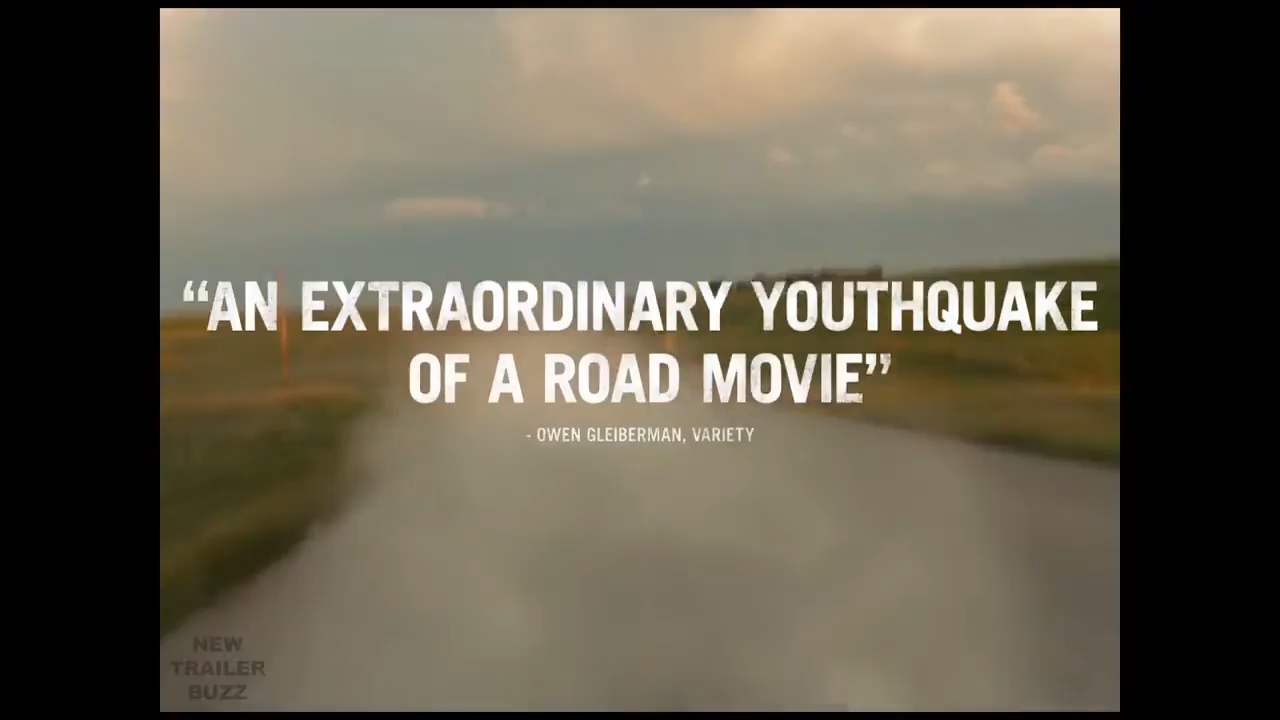 “AN EXTRAORDINARY YOUTHQUAKE
OF A ROAD MOVIE”
- OWEN GLEIBERMAN, VARIETY
NEW
TRAILER
BUZZ